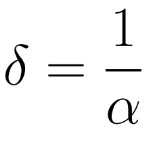 δ = 1/α